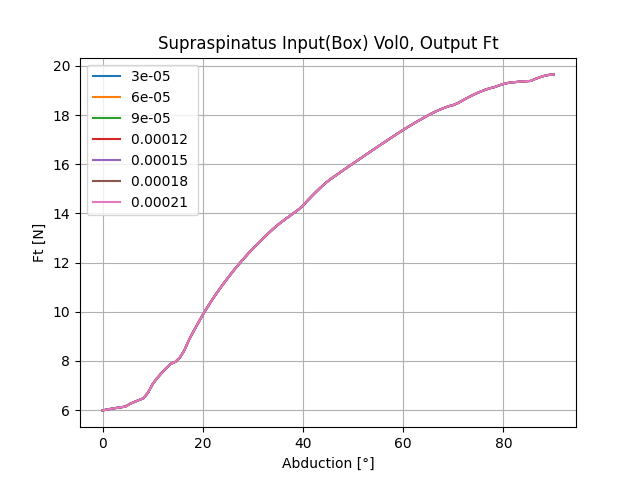 Supraspinatus Input(Box) Vol0, Output Ft
20
18
16
14
12
10
8
6
Ft [N]
3e-05
6e-05
9e-05
0.00012
0.00015
0.00018
0.00021
0 20 40 60 80
Abduction [°]